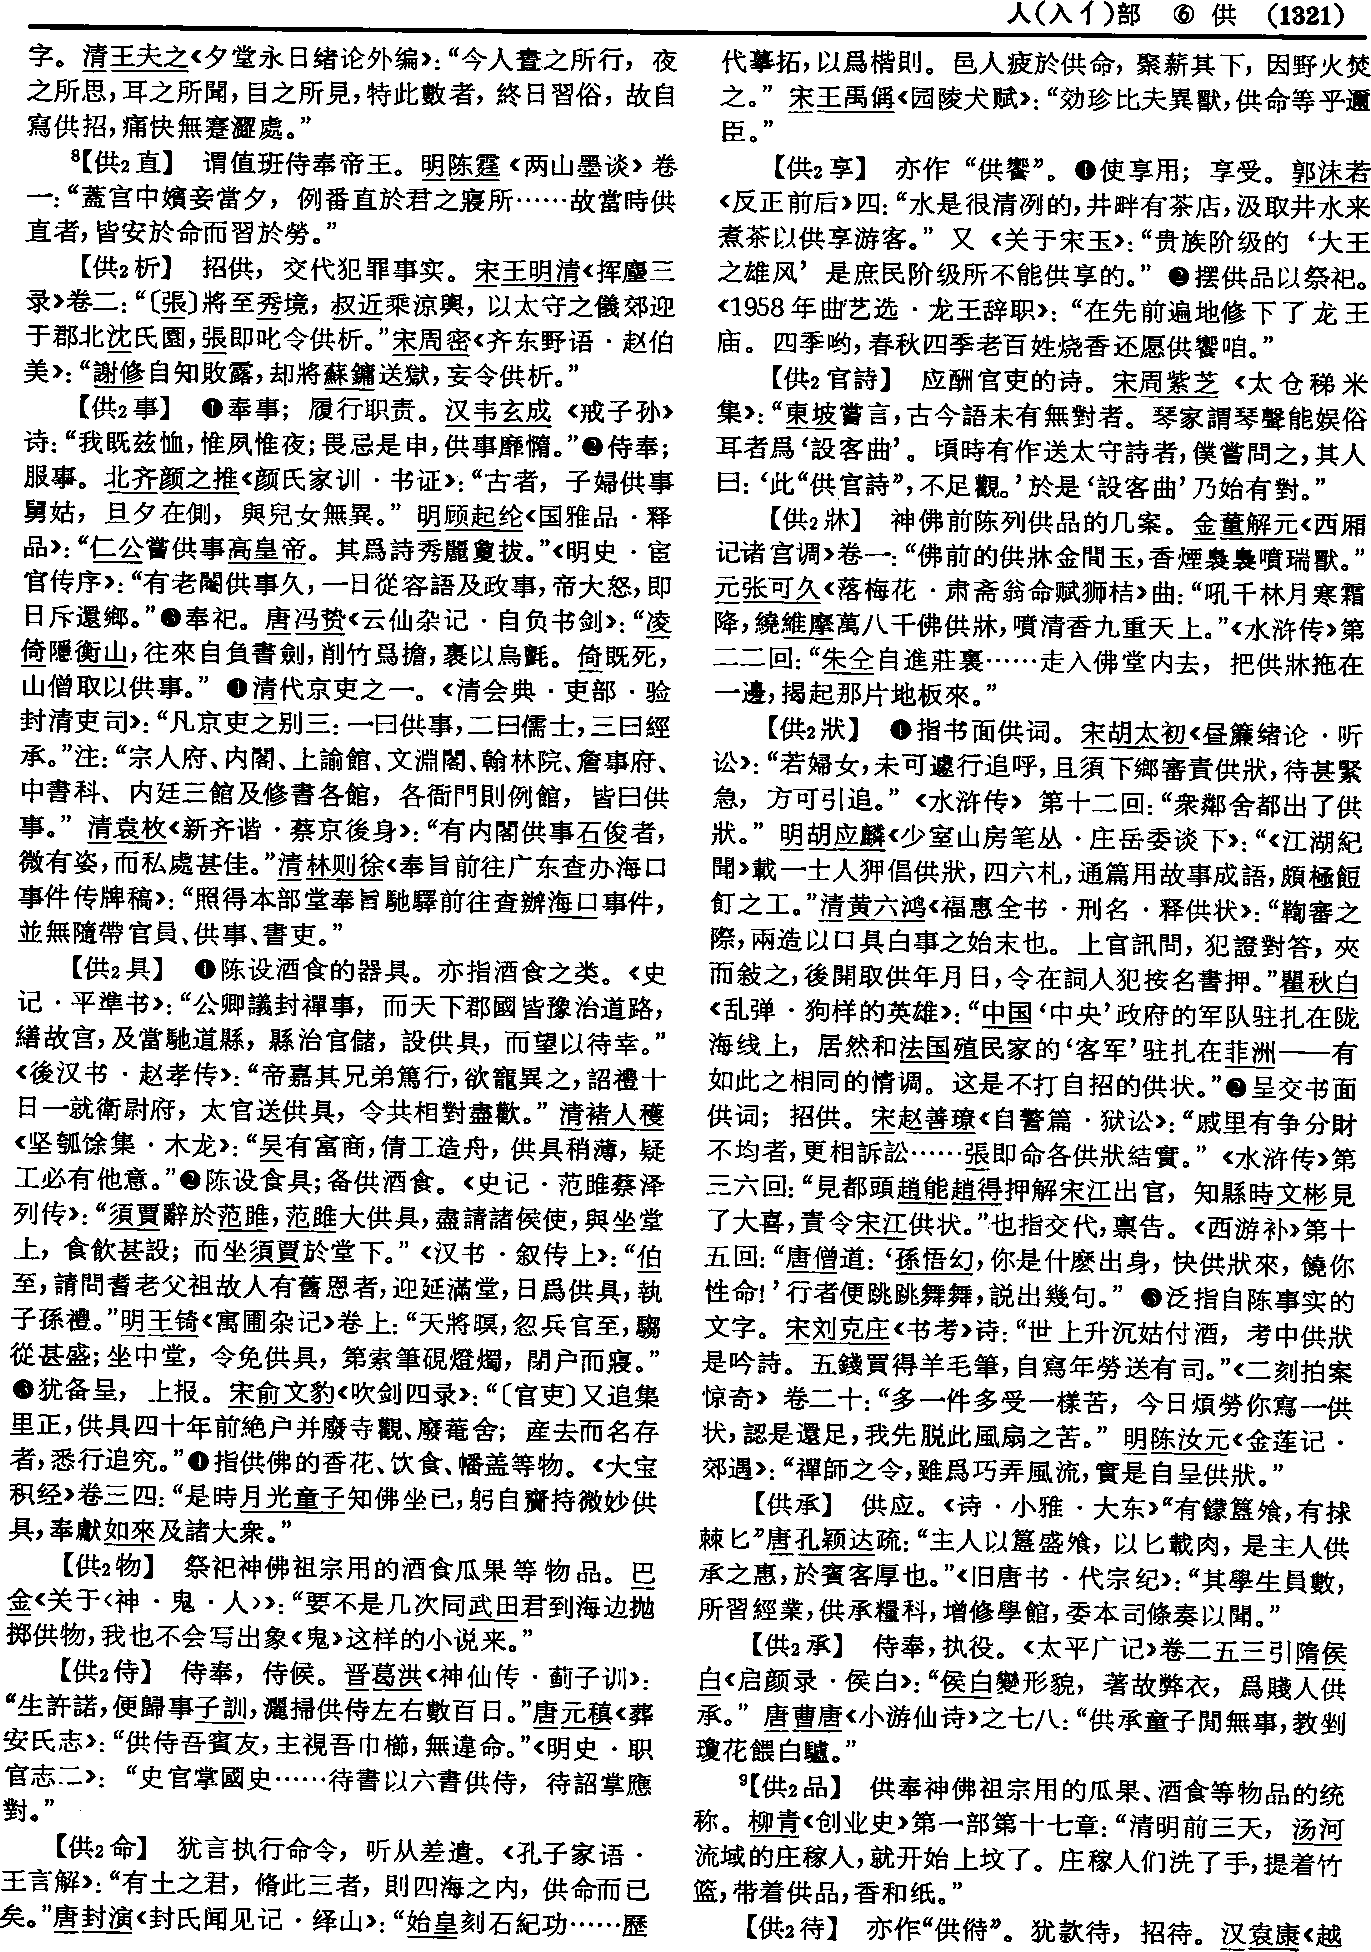 人(入亻)部　⑥　供　(1321)
字。清王夫之《夕堂永日绪论外编》：“今人晝之所行，夜
之所思，耳之所聞，目之所見，特此數者，終日習俗，故自
寫供招，痛快無蹇澀處。”
⁸【供₂直】　谓值班侍奉帝王。明陈霆《两山墨谈》卷
一：“蓋宫中嬪妾當夕，例番直於君之寢所……故當時供
直者，皆安於命而習於勞。”
【供₂析】　招供，交代犯罪事实。宋王明清《挥麈三
录》卷二：“〔張〕將至秀境，叔近乘涼輿，以太守之儀郊迎
于郡北沈氏園，張即叱令供析。”宋周密《齐东野语·赵伯
美》：“謝修自知敗露，却將蘇鏞送獄，妄令供析。”
【供₂事】　❶奉事；履行职责。汉韦玄成《戒子孙》
诗：“我既兹恤，惟夙惟夜；畏忌是申，供事靡惰。”❷侍奉；
服事。北齐颜之推《颜氏家训·书证》：“古者，子婦供事
舅姑，旦夕在側，與兒女無異。”明顾起纶《国雅品·释
品》：“仁公嘗供事高皇帝。其爲詩秀麗夐拔。”《明史·宦
官传序》：“有老閹供事久，一日從容語及政事，帝大怒，即
日斥還鄉。”❸奉祀。唐冯贽《云仙杂记·自负书剑》：“凌
倚隱衡山，往來自負書劍，削竹爲擔，裹以烏氈。倚既死，
山僧取以供事。”❹清代京吏之一。《清会典·吏部·验
封清吏司》：“凡京吏之别三：一曰供事，二曰儒士，三曰經
承。”注：“宗人府、内閣、上諭館、文淵閣、翰林院、詹事府、
中書科、内廷三館及修書各館，各衙門則例館，皆曰供
事。”清袁枚《新齐谐·蔡京後身》：“有内閣供事石俊者，
微有姿，而私處甚佳。”清林则徐《奉旨前往广东查办海口
事件传牌稿》：“照得本部堂奉旨馳驛前往查辦海口事件，
並無隨帶官員、供事、書吏。”
【供₂具】　❶陈设酒食的器具。亦指酒食之类。《史
记·平準书》：“公卿議封禪事，而天下郡國皆豫治道路，
繕故宫，及當馳道縣，縣治官儲，設供具，而望以待幸。”
《後汉书·赵孝传》：“帝嘉其兄弟篤行，欲寵異之，詔禮十
日一就衛尉府，太官送供具，令共相對盡歡。”清褚人穫
《坚瓠馀集·木龙》：“吴有富商，倩工造舟，供具稍薄，疑
工必有他意。”❷陈设食具；备供酒食。《史记·范雎蔡泽
列传》：“須賈辭於范雎，范雎大供具，盡請諸侯使，與坐堂
上，食飲甚設；而坐須賈於堂下。”《汉书·叙传上》：“伯
至，請問耆老父祖故人有舊恩者，迎延滿堂，日爲供具，執
子孫禮。”明王锜《寓圃杂记》卷上：“天將暝，忽兵官至，騶
從甚盛；坐中堂，令免供具，第索筆硯燈燭，閉户而寢。”
❸犹备呈，上报。宋俞文豹《吹剑四录》：“〔官吏〕又追集
里正，供具四十年前絶户并廢寺觀、廢菴舍；産去而名存
者，悉行追究。”❹指供佛的香花、饮食、幡盖等物。《大宝
积经》卷三四：“是時月光童子知佛坐已，躬自齎持微妙供
具，奉獻如來及諸大衆。”
【供₂物】　祭祀神佛祖宗用的酒食瓜果等物品。巴
金《关于〈神·鬼·人〉》：“要不是几次同武田君到海边抛
掷供物，我也不会写出象《鬼》这样的小说来。”
【供₂侍】　侍奉，侍候。晋葛洪《神仙传·蓟子训》：
“生許諾，便歸事子訓，灑掃供侍左右數百日。”唐元稹《葬
安氏志》：“供侍吾賓友，主視吾巾櫛，無違命。”《明史·职
官志二》：“史官掌國史……待書以六書供侍，待詔掌應
對。”
【供₂命】　犹言执行命令，听从差遣。《孔子家语·
王言解》：“有土之君，脩此三者，則四海之内，供命而已
矣。”唐封演《封氏闻见记·绎山》：“始皇刻石紀功……歷
代摹拓，以爲楷則。邑人疲於供命，聚薪其下，因野火焚
之。”宋王禹偁《园陵犬赋》：“効珍比夫異獸，供命等乎邇
臣。”
【供₂享】　亦作“供饗”。❶使享用；享受。郭沫若
《反正前后》四：“水是很清冽的，井畔有茶店，汲取井水来
煮茶以供享游客。”又《关于宋玉》：“贵族阶级的‘大王
之雄风’是庶民阶级所不能供享的。”❷摆供品以祭祀。
《1958年曲艺选·龙王辞职》：“在先前遍地修下了龙王
庙。四季哟，春秋四季老百姓烧香还愿供饗咱。”
【供₂官詩】　应酬官吏的诗。宋周紫芝《太仓稊米
集》：“東坡嘗言，古今語未有無對者。琴家謂琴聲能娱俗
耳者爲‘設客曲’。頃時有作送太守詩者，僕嘗問之，其人
曰：‘此“供官詩”，不足觀。’於是‘設客曲’乃始有對。”
【供₂牀】　神佛前陈列供品的几案。金董解元《西厢
记诸宫调》卷一：“佛前的供牀金間玉，香煙裊裊噴瑞獸。”
元张可久《落梅花·肃斋翁命赋狮桔》曲：“吼千林月寒霜
降，繞維摩萬八千佛供牀，噴清香九重天上。”《水浒传》第
二二回：“朱仝自進莊裏……走入佛堂内去，把供牀拖在
一邊，揭起那片地板來。”
【供₂狀】　❶指书面供词。宋胡太初《昼簾绪论·听
讼》：“若婦女，未可遽行追呼，且須下鄉審責供狀，待甚緊
急，方可引追。”《水浒传》第十二回：“衆鄰舍都出了供
狀。”明胡应麟《少室山房笔丛·庄岳委谈下》：“《江湖紀
聞》載一士人狎倡供狀，四六札，通篇用故事成語，頗極餖
飣之工。”清黄六鸿《福惠全书·刑名·释供状》：“鞫審之
際，兩造以口具白事之始末也。上官訊問，犯證對答，夾
而敍之，後開取供年月日，令在詞人犯按名書押。”瞿秋白
《乱弹·狗样的英雄》：“中国‘中央’政府的军队驻扎在陇
海线上，居然和法国殖民家的‘客军’驻扎在菲洲——有
如此之相同的情调。这是不打自招的供状。”❷呈交书面
供词；招供。宋赵善璙《自警篇·狱讼》：“戚里有争分財
不均者，更相訴訟……張即命各供狀結實。”《水浒传》第
三六回：“見都頭趙能趙得押解宋江出官，知縣時文彬見
了大喜，責令宋江供状。”也指交代，禀告。《西游补》第十
五回：“唐僧道：‘孫悟幻，你是什麽出身，快供狀來，饒你
性命！’行者便跳跳舞舞，説出幾句。”❸泛指自陈事实的
文字。宋刘克庄《书考》诗：“世上升沉姑付酒，考中供狀
是吟詩。五錢買得羊毛筆，自寫年勞送有司。”《二刻拍案
惊奇》卷二十：“多一件多受一樣苦，今日煩勞你寫一供
状，認是還足，我先脱此風扇之苦。”明陈汝元《金莲记·
郊遇》：“禪師之令，雖爲巧弄風流，實是自呈供狀。”
【供承】　供应。《诗·小雅·大东》“有饛簋飧，有捄
棘匕”唐孔颖达疏：“主人以簋盛飧，以匕載肉，是主人供
承之惠，於賓客厚也。”《旧唐书·代宗纪》：“其學生員數，
所習經業，供承糧料，增修學館，委本司條奏以聞。”
【供₂承】　侍奉，执役。《太平广记》卷二五三引隋侯
白《启颜录·侯白》：“侯白變形貌，著故弊衣，爲賤人供
承。”唐曹唐《小游仙诗》之七八：“供承童子閒無事，教剉
瓊花餵白驢。”
⁹【供₂品】　供奉神佛祖宗用的瓜果、酒食等物品的统
称。柳青《创业史》第一部第十七章：“清明前三天，汤河
流域的庄稼人，就开始上坟了。庄稼人们洗了手，提着竹
篮，带着供品，香和纸。”
【供₂待】　亦作“供偫”。犹款待，招待。汉袁康《越